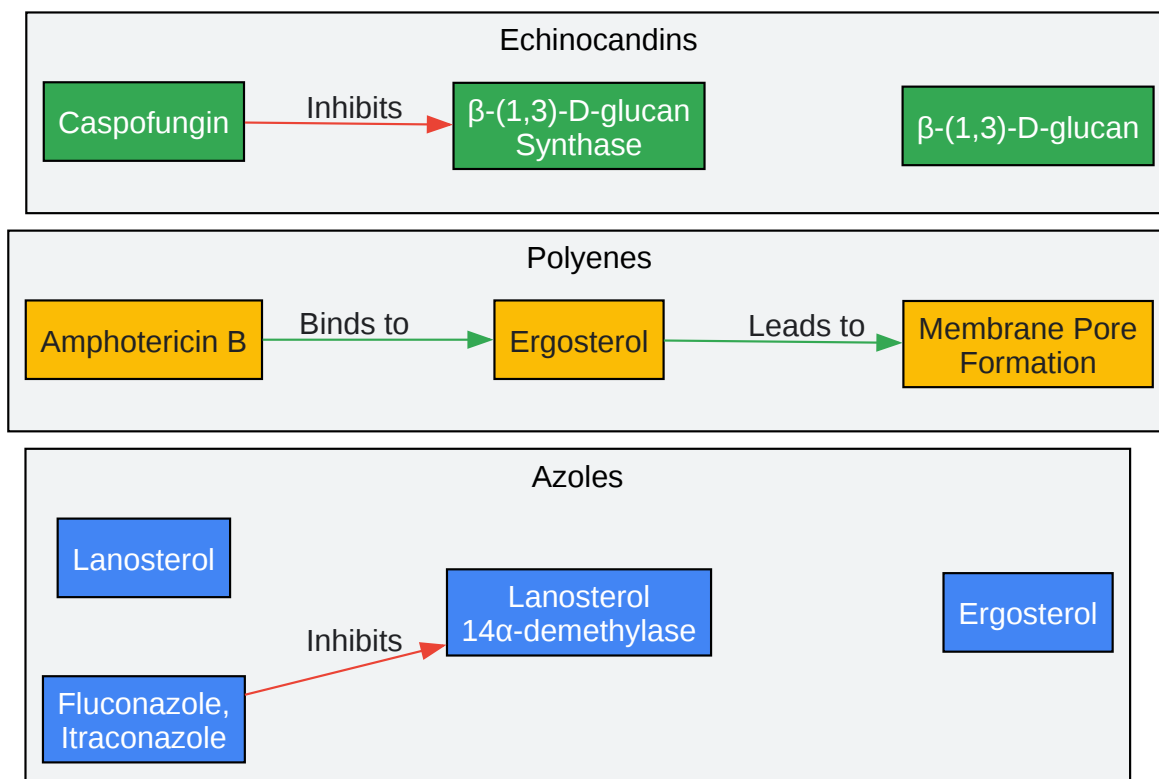 Echinocandins
Caspofungin
Inhibits
β-(1,3)-D-glucan
Synthase
β-(1,3)-D-glucan
Polyenes
Amphotericin B
Binds to
Ergosterol
Leads to
Membrane Pore
Formation
Azoles
Lanosterol
Lanosterol
14α-demethylase
Ergosterol
Inhibits
Fluconazole,
Itraconazole